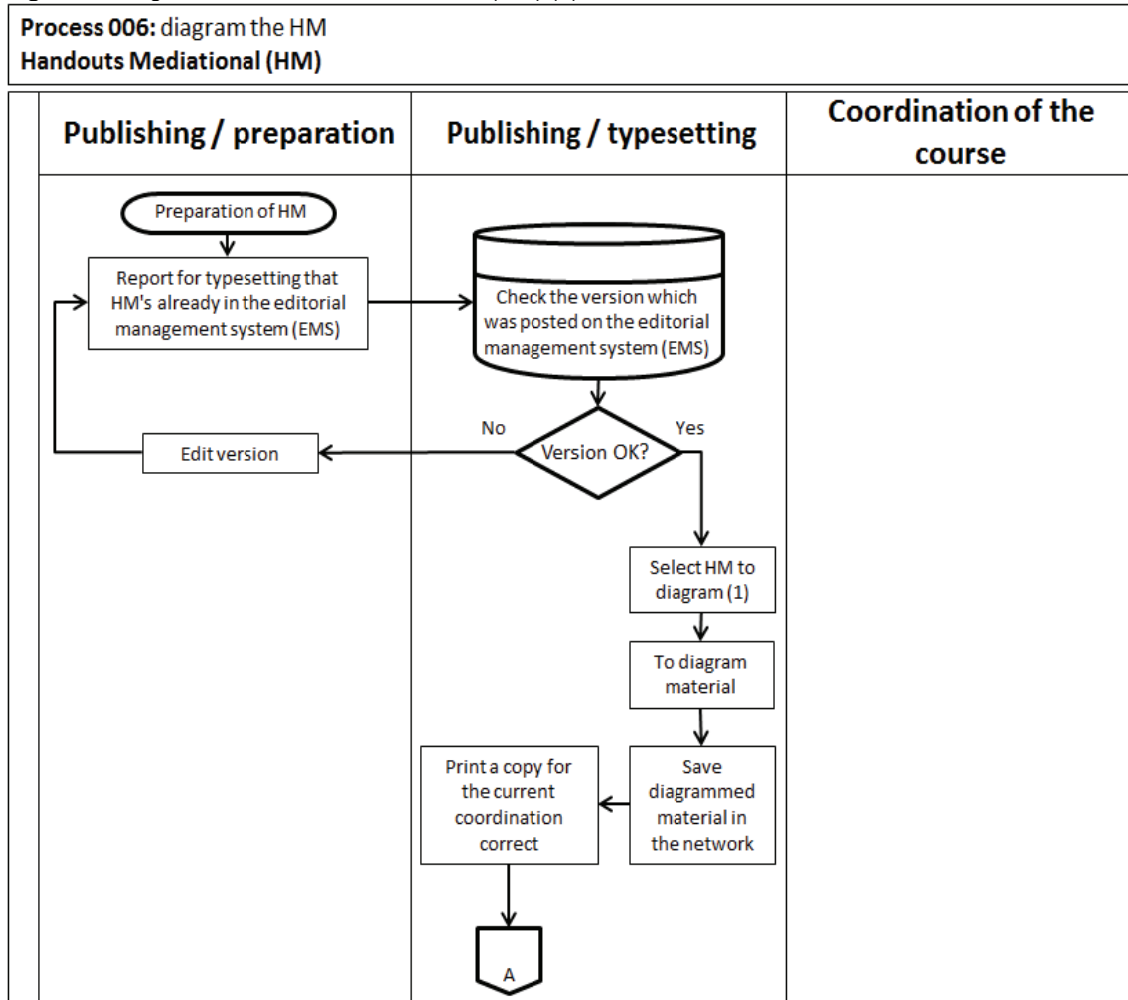 Process 006: diagram the HM
Handouts Mediational (HM)
Publishing / preparation
Publishing / typesetting
Coordination of the
course
Preparation of HM
Report for typesetting that
HM's already in the editorial
management system (EMS)
Check the version which
was posted on the editorial
management system (EMS)
No
Yes
Version OK?
Edit version
Select HM to
diagram (1)
To diagram
material
Save
diagrammed
material in
the network
Print a copy for
the current
coordination
correct
A